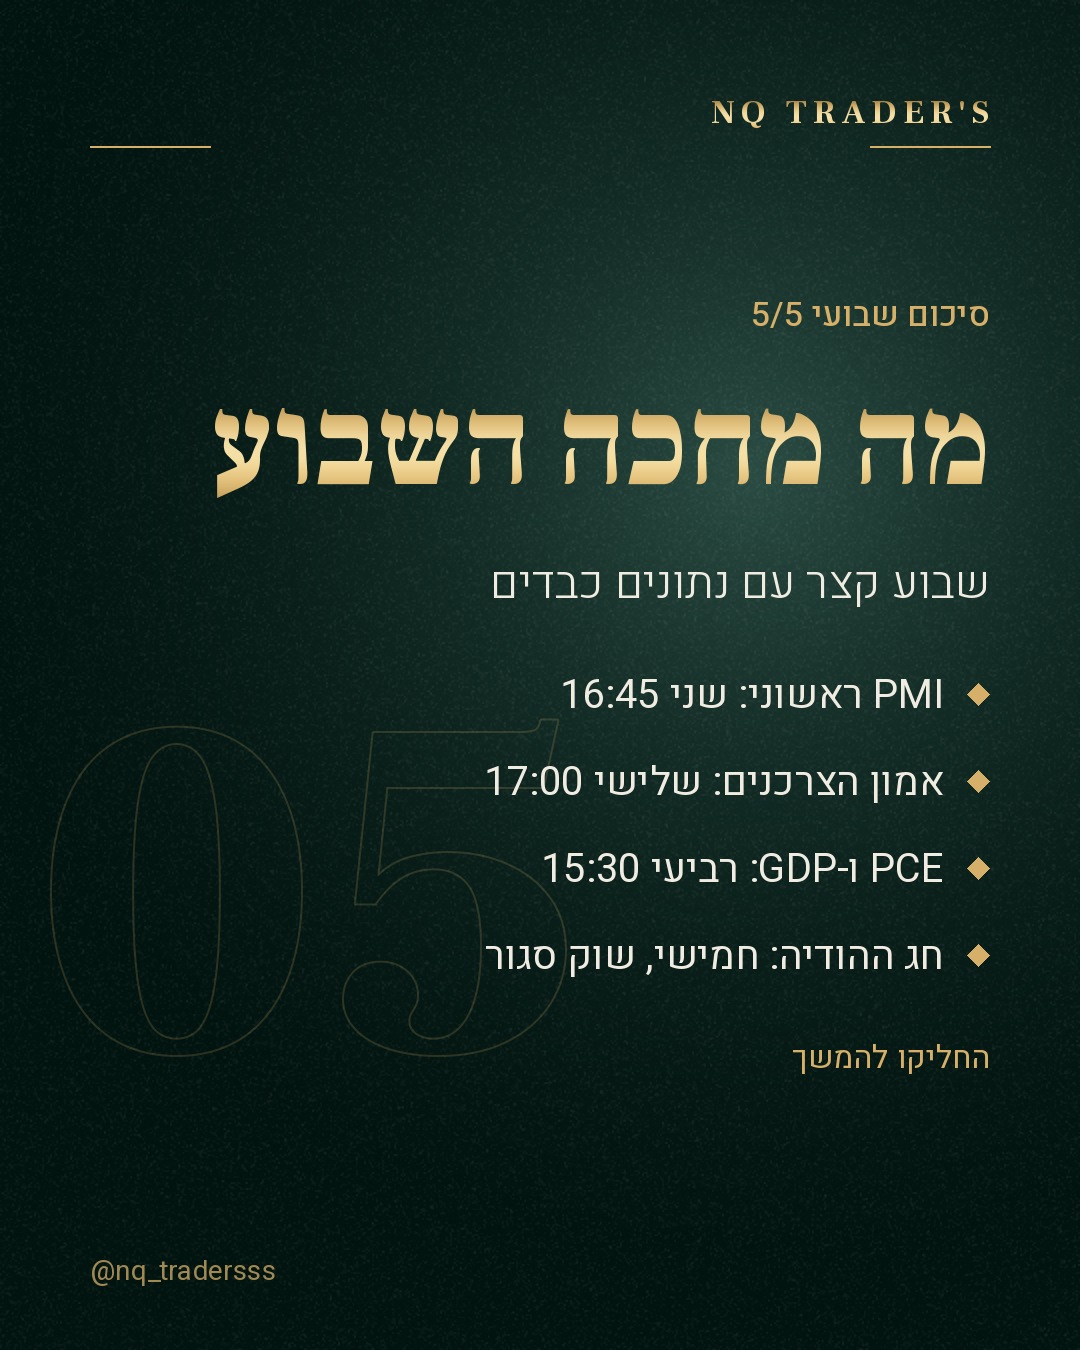 NQ TRADER'S
סיכום שבועי 5/5
מה מחכה השבוע
שבוע קצר עם נתונים כבדים
PMI ראשוני: שני 16:45
אמון הצרכנים: שלישי 17:00
PCE ו-GDP: רביעי 15:30
חג ההודיה: חמישי, שוק סגור
05
החליקו להמשך
@nq_tradersss